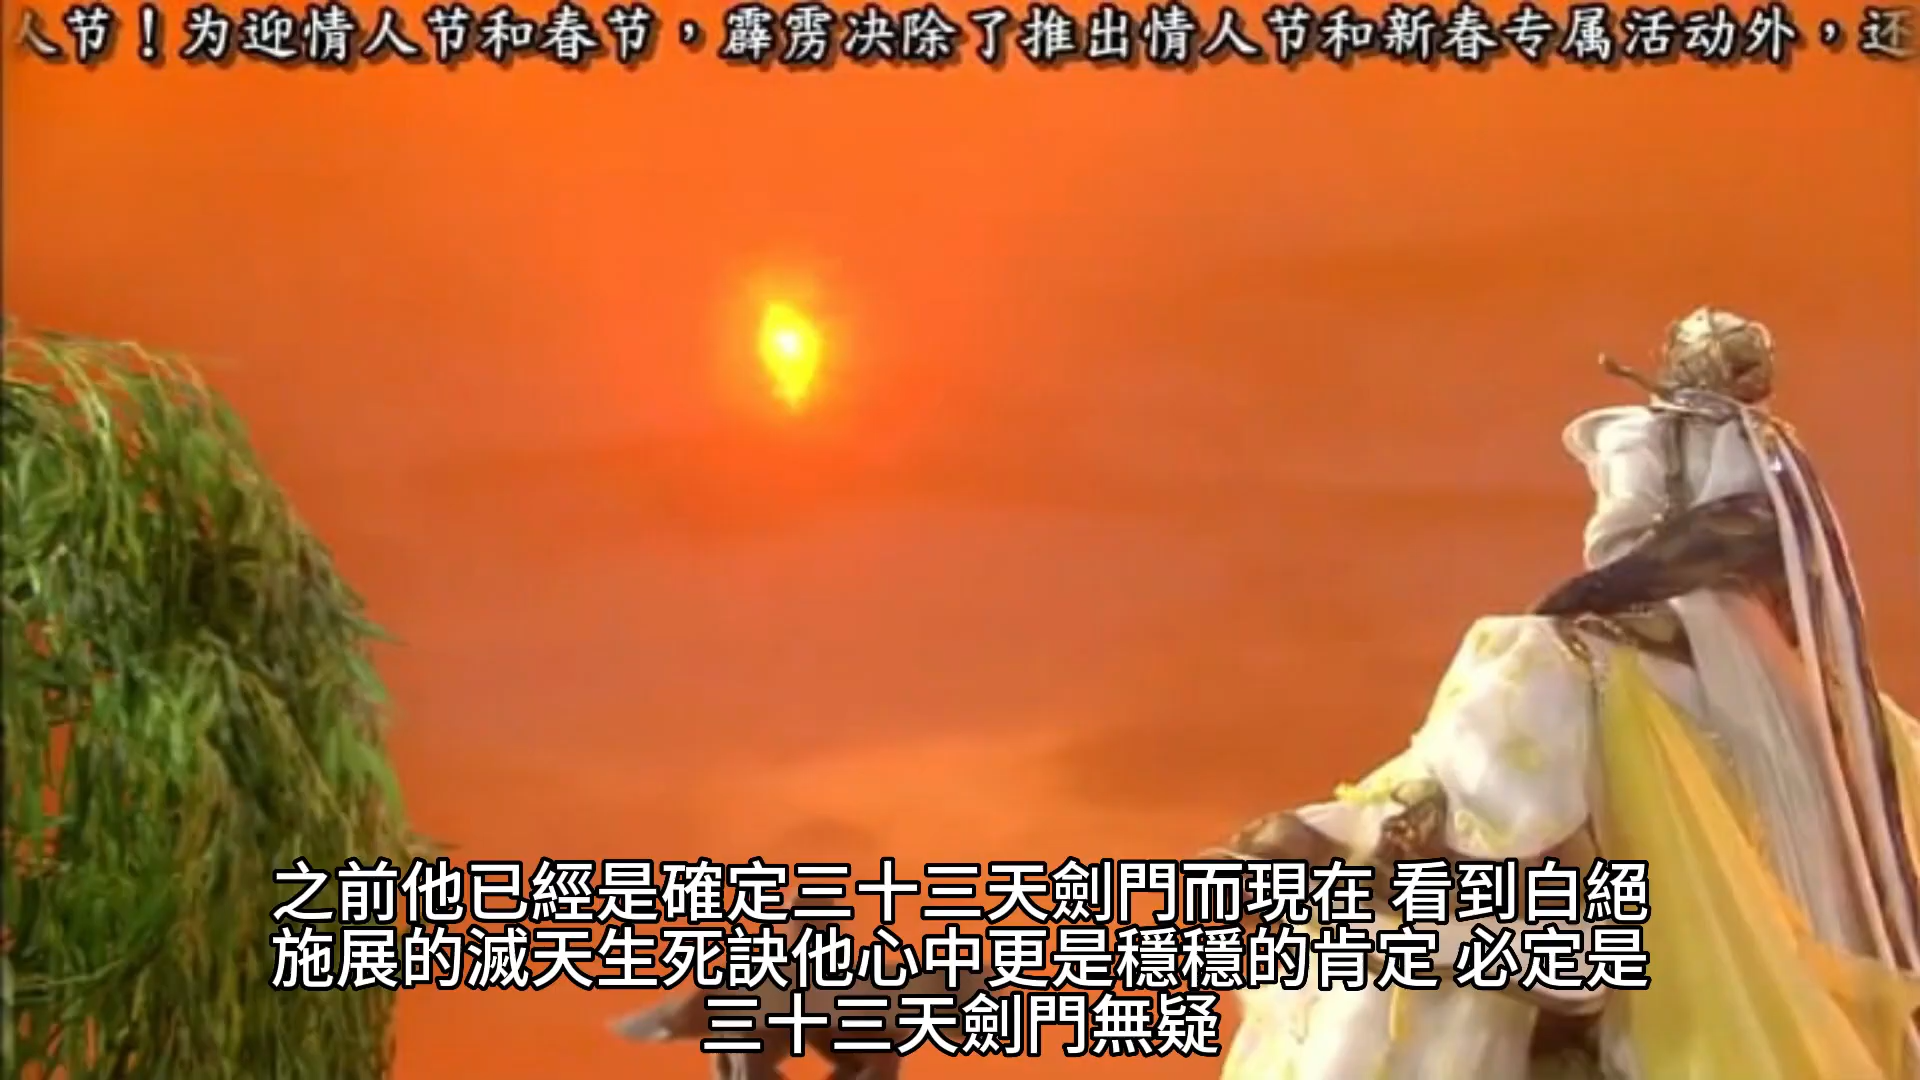 人节！为迎情人节和春节，霹雳决除了推出情人节和新春专属活动外，还
之前他已經是確定三十三天劍門而現在 看到白絕
施展的滅天生死訣他心中更是穩穩的肯定 必定是
三十三天劍門無疑